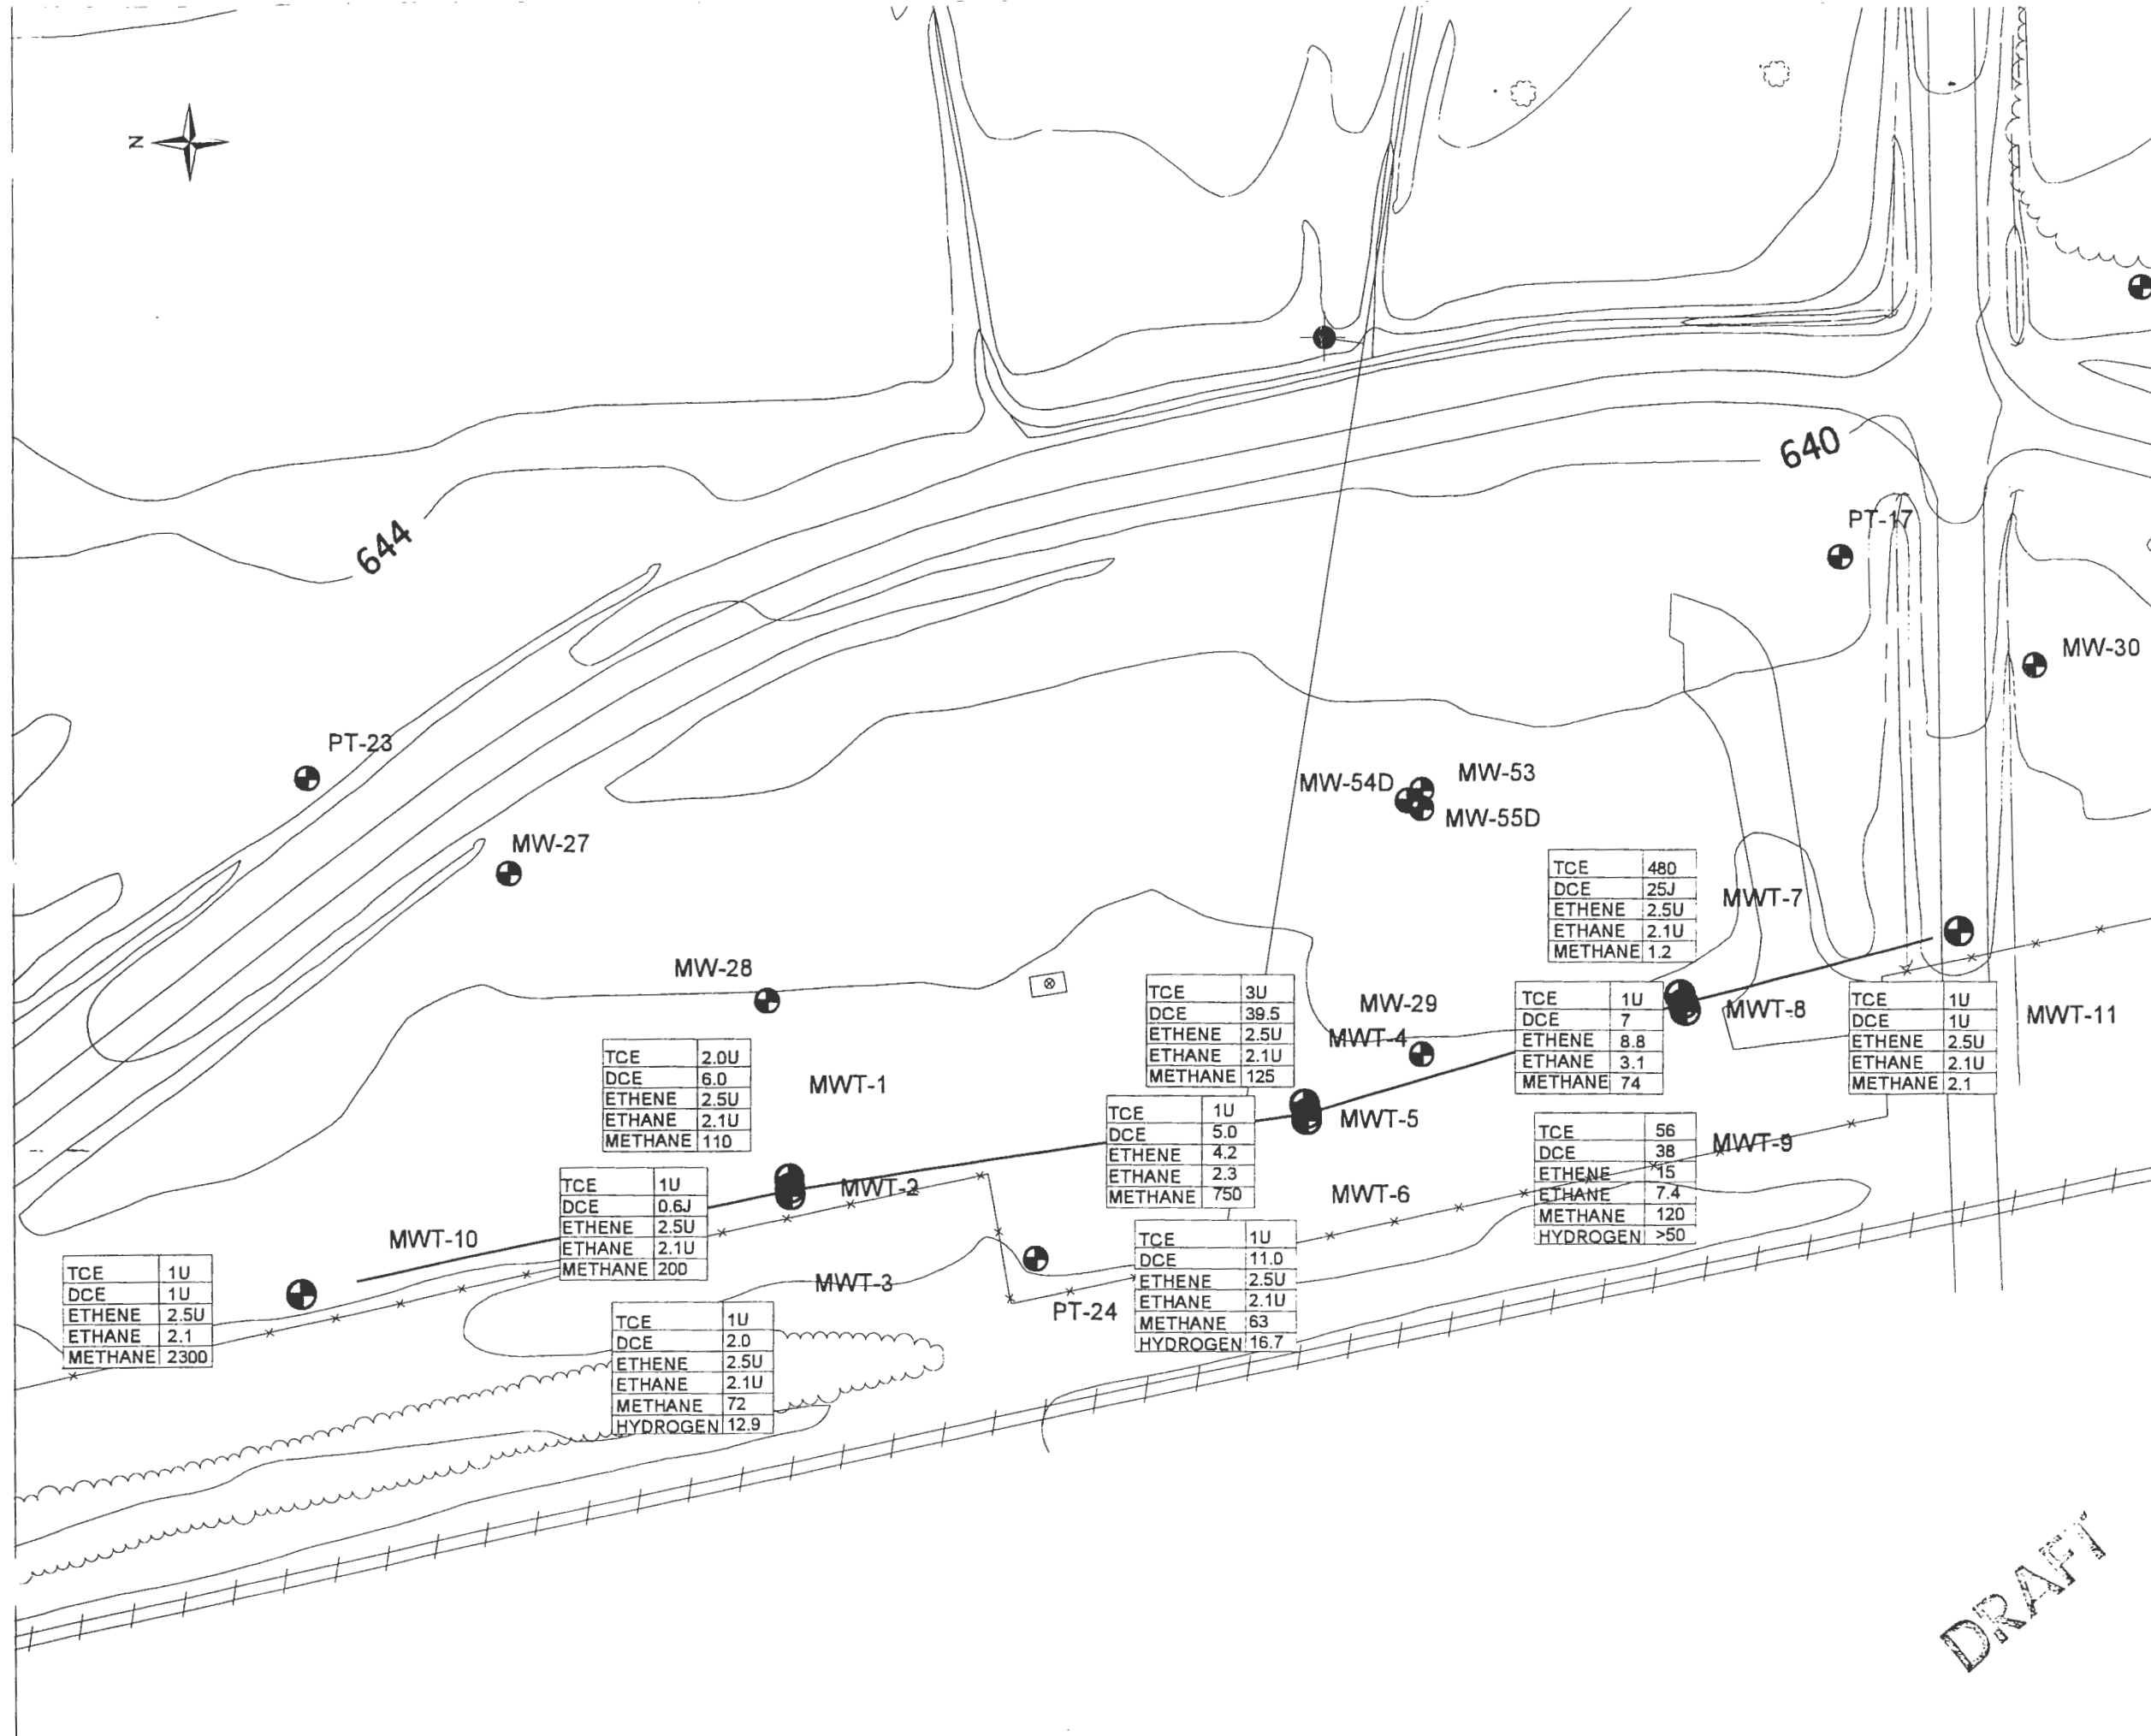 N
640
644
PT-17
MW-30
PT-23
MW-54D
MW-53
MW-55D
MW-27
TCE 480
DCE 25J
ETHENE 2.5U
ETHANE 2.1U
METHANE 1.2
MWT-7
MW-28
TCE 3U
DCE 39.5
ETHENE 2.5U
ETHANE 2.1U
METHANE 125
MW-29
MWT-4
TCE 1U
DCE 7
ETHENE 8.8
ETHANE 3.1
METHANE 74
MWT-8
TCE 1U
DCE 1U
ETHENE 2.5U
ETHANE 2.1U
METHANE 2.1
MWT-11
TCE 2.0U
DCE 6.0
ETHENE 2.5U
ETHANE 2.1U
METHANE 110
MWT-1
TCE 1U
DCE 5.0
ETHENE 4.2
ETHANE 2.3
METHANE 750
MWT-5
TCE 56
DCE 38
ETHENE 15
ETHANE 7.4
METHANE 120
HYDROGEN >50
MWT-9
TCE 1U
DCE 0.6J
ETHENE 2.5U
ETHANE 2.1U
METHANE 200
MWT-2
MWT-6
MWT-10
TCE 1U
DCE 1U
ETHENE 2.5U
ETHANE 2.1
METHANE 2300
TCE 1U
DCE 11.0
ETHENE 2.5U
ETHANE 2.1U
METHANE 63
HYDROGEN 16.7
MWT-3
PT-24
TCE 1U
DCE 2.0
ETHENE 2.5U
ETHANE 2.1U
METHANE 72
HYDROGEN 12.9
DRAFT